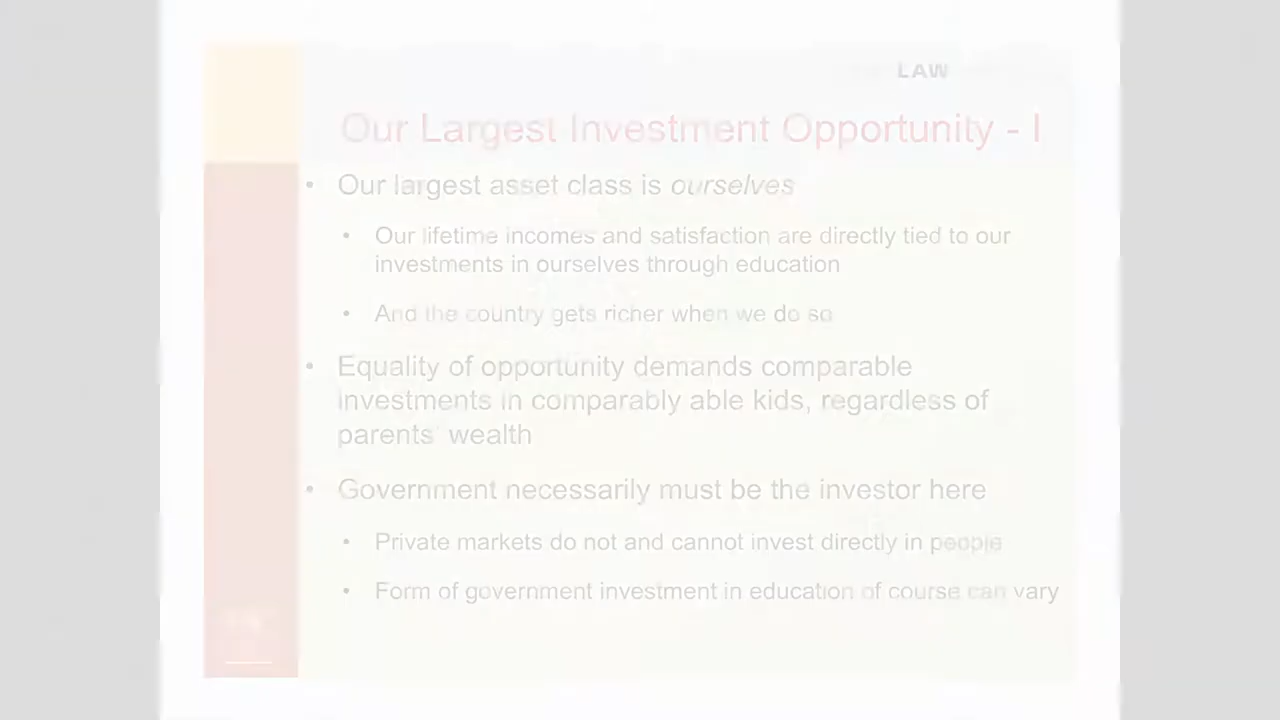 LAW
Our Largest Investment Opportunity - I
• Our largest asset class is ourselves
• Our lifetime incomes and satisfaction are directly tied to our
investments in ourselves through education
• And the country gets richer when we do so
• Equality of opportunity demands comparable
investments in comparably able kids, regardless of
parents' wealth
• Government necessarily must be the investor here
• Private markets do not and cannot invest directly in people
• Form of government investment in education of course can vary